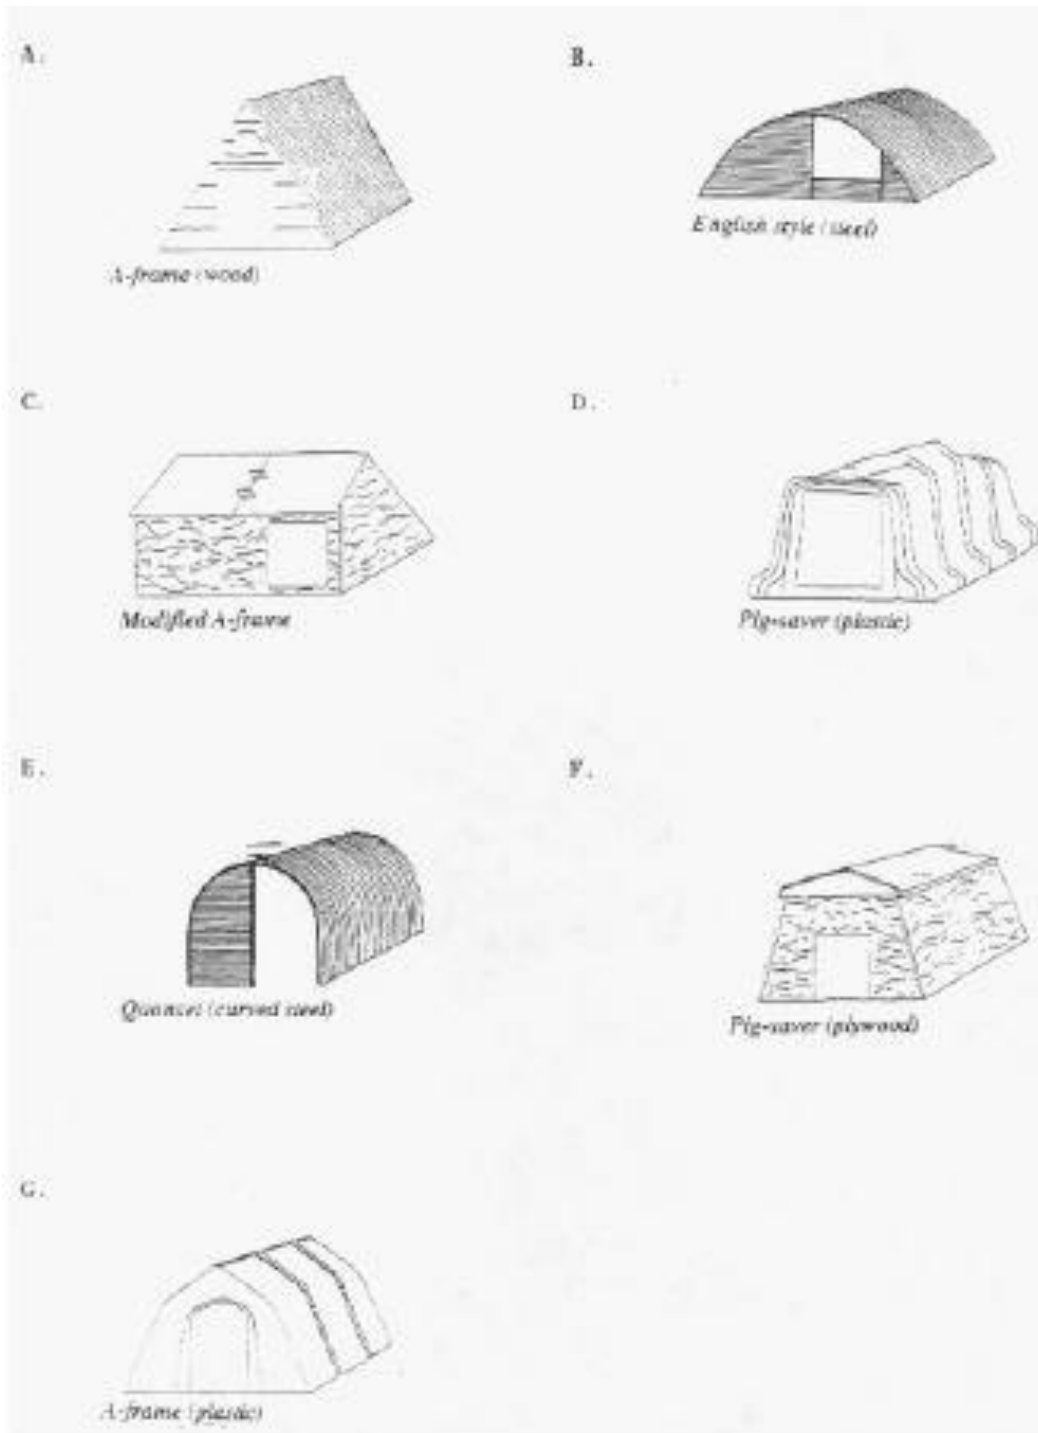 A.
B.
A-frame (wood)
English style (steel)
C.
D.
Modified A-frame
Pig-saver (plastic)
E.
F.
Quonset (curved steel)
Pig-saver (plywood)
G.
A-frame (plastic)